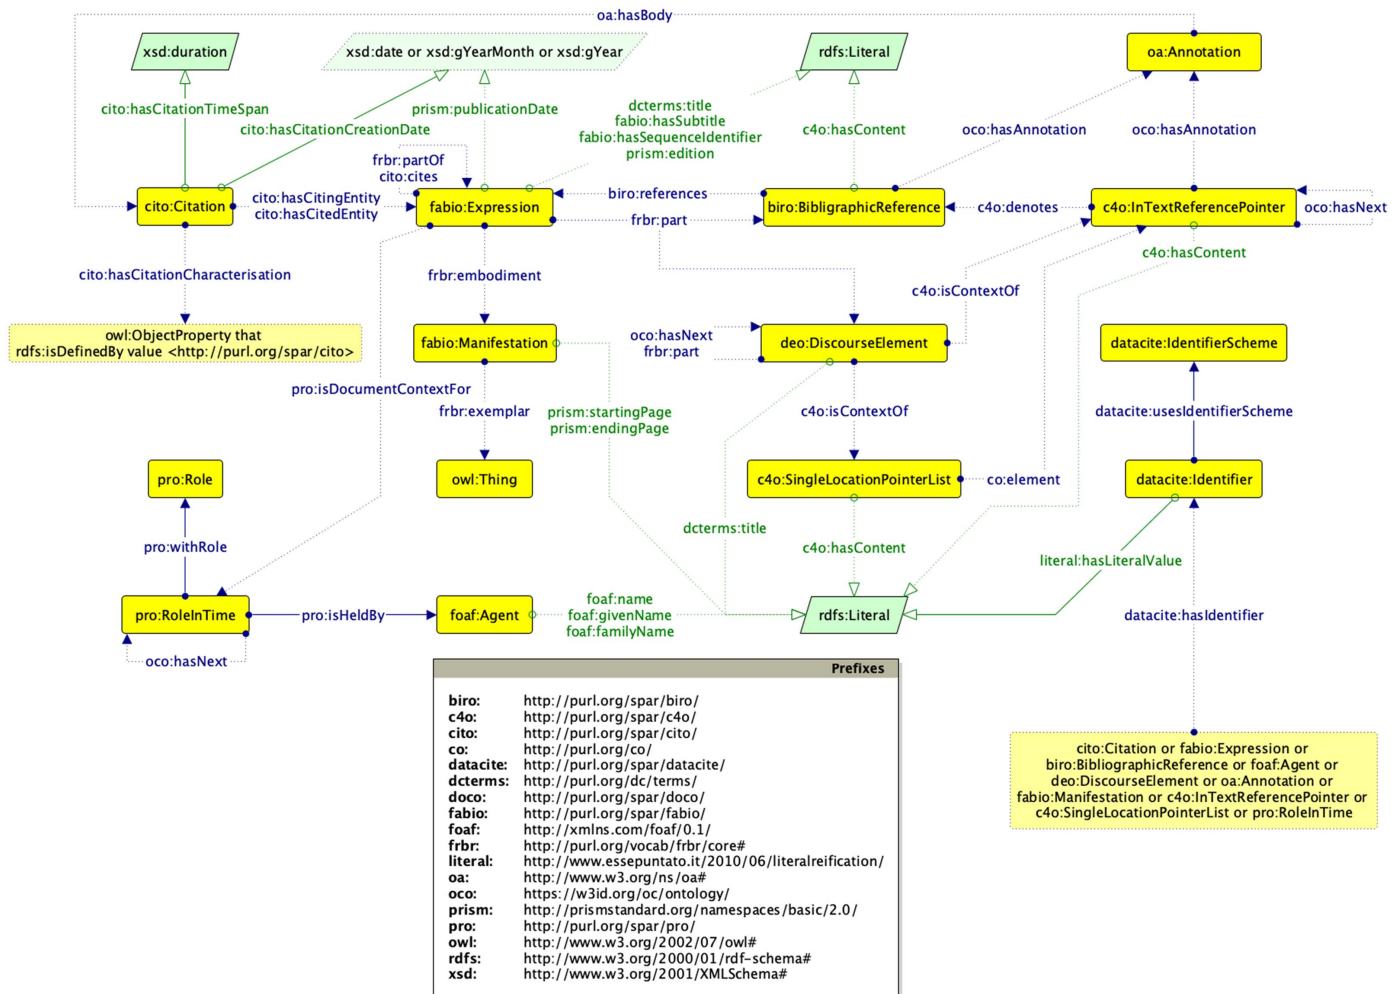 oa:hasBody
xsd:duration
xsd:date or xsd:gYearMonth or xsd:gYear
rdfs:Literal
oa:Annotation
cito:hasCitationTimeSpan
cito:hasCitationCreationDate
prism:publicationDate
dcterms:title
fabio:hasSubtitle
fabio:hasSequenceIdentifier
prism:edition
c4o:hasContent
oco:hasAnnotation
oco:hasAnnotation
frbr:partOf
cito:cites
cito:Citation
cito:hasCitingEntity
cito:hasCitedEntity
fabio:Expression
biro:references
frbr:part
biro:BibligraphicReference
c4o:denotes
c4o:InTextReferencePointer
oco:hasNext
c4o:hasContent
cito:hasCitationCharacterisation
frbr:embodiment
c4o:isContextOf
owl:ObjectProperty that
rdfs:isDefinedBy value <http://purl.org/spar/cito>
fabio:Manifestation
oco:hasNext
frbr:part
deo:DiscourseElement
datacite:IdentifierScheme
pro:isDocumentContextFor
frbr:exemplar
prism:startingPage
prism:endingPage
c4o:isContextOf
datacite:usesIdentifierScheme
pro:Role
owl:Thing
c4o:SingleLocationPointerList
co:element
datacite:Identifier
dcterms:title
pro:withRole
c4o:hasContent
literal:hasLiteralValue
pro:RoleInTime
pro:isHeldBy
foaf:Agent
foaf:name
foaf:givenName
foaf:familyName
rdfs:Literal
datacite:hasIdentifier
oco:hasNext
Prefixes
biro: http://purl.org/spar/biro/
c4o: http://purl.org/spar/c4o/
cito: http://purl.org/spar/cito/
co: http://purl.org/co/
datacite: http://purl.org/spar/datacite/
dcterms: http://purl.org/dc/terms/
doco: http://purl.org/spar/doco/
fabio: http://purl.org/spar/fabio/
foaf: http://xmlns.com/foaf/0.1/
frbr: http://purl.org/vocab/frbr/core#
literal: http://www.essepuntato.it/2010/06/literalreification/
oa: http://www.w3.org/ns/oa#
oco: https://w3id.org/oc/ontology/
prism: http://prismstandard.org/namespaces/basic/2.0/
pro: http://purl.org/spar/pro/
owl: http://www.w3.org/2002/07/owl#
rdfs: http://www.w3.org/2000/01/rdf-schema#
xsd: http://www.w3.org/2001/XMLSchema#
cito:Citation or fabio:Expression or
biro:BibliographicReference or foaf:Agent or
deo:DiscourseElement or oa:Annotation or
fabio:Manifestation or c4o:InTextReferencePointer or
c4o:SingleLocationPointerList or pro:RoleInTime